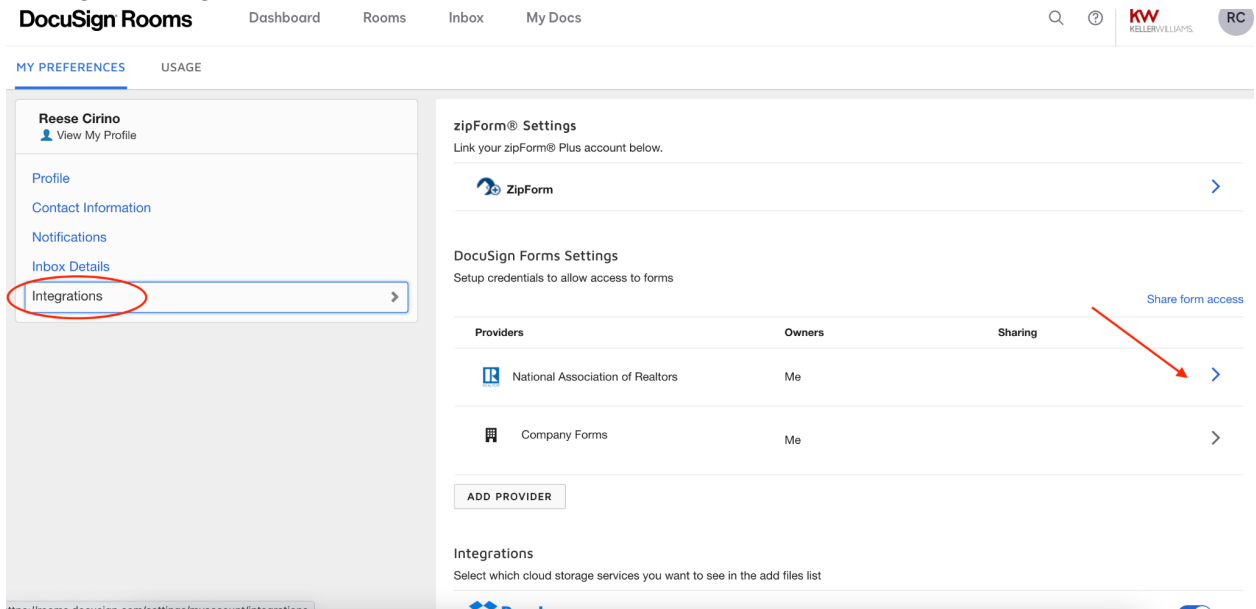 DocuSign Rooms Dashboard Rooms Inbox My Docs KW RC
KELLERWILLIAMS.
MY PREFERENCES USAGE
Reese Cirino
View My Profile
Profile
Contact Information
Notifications
Inbox Details
Integrations
zipForm® Settings
Link your zipForm® Plus account below.
ZipForm
DocuSign Forms Settings
Setup credentials to allow access to forms
Share form access
Providers Owners Sharing
National Association of Realtors Me
Company Forms Me
ADD PROVIDER
Integrations
Select which cloud storage services you want to see in the add files list